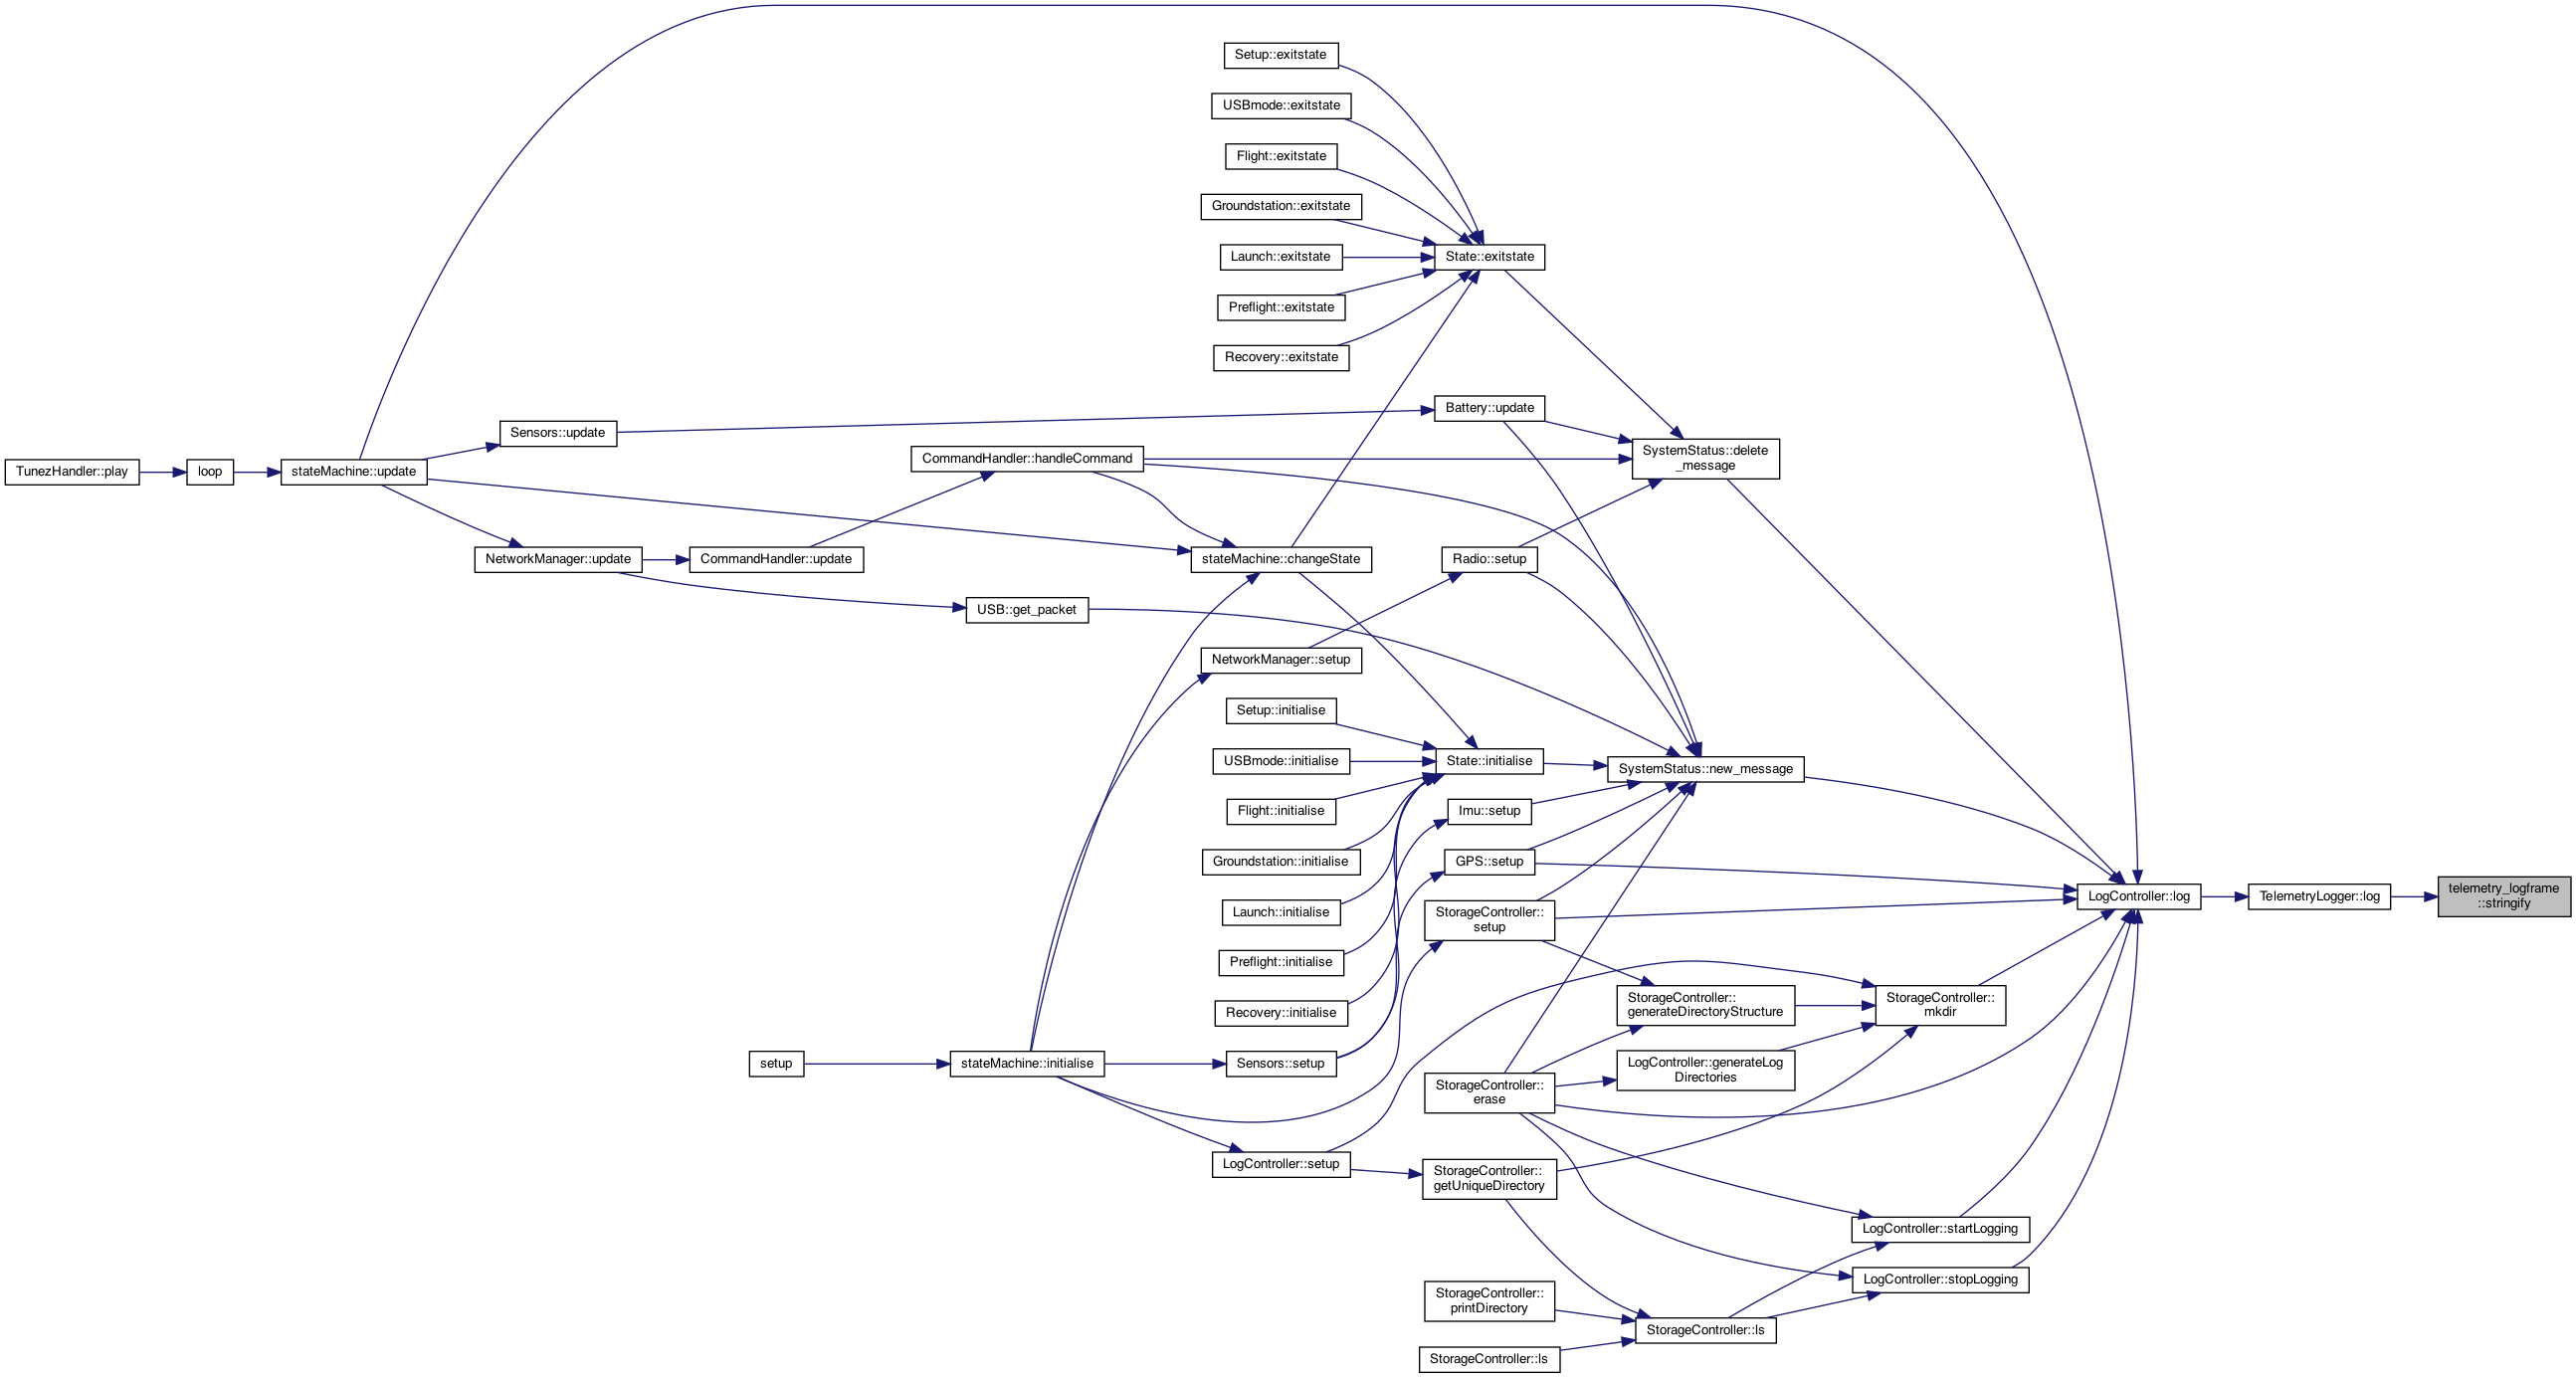 Setup::exitstate
USBmode::exitstate
Flight::exitstate
Groundstation::exitstate
State::exitstate
Launch::exitstate
Preflight::exitstate
Recovery::exitstate
Battery::update
Sensors::update
CommandHandler::handleCommand
SystemStatus::delete
_message
TunezHandler::play
loop
stateMachine::update
NetworkManager::update
CommandHandler::update
stateMachine::changeState
Radio::setup
USB::get_packet
NetworkManager::setup
Setup::initialise
USBmode::initialise
State::initialise
SystemStatus::new_message
Flight::initialise
Imu::setup
Groundstation::initialise
GPS::setup
Launch::initialise
StorageController::
setup
LogController::log
TelemetryLogger::log
telemetry_logframe
::stringify
Preflight::initialise
Recovery::initialise
StorageController::
generateDirectoryStructure
StorageController::
mkdir
setup
stateMachine::initialise
Sensors::setup
LogController::generateLog
Directories
StorageController::
erase
LogController::setup
StorageController::
getUniqueDirectory
LogController::startLogging
LogController::stopLogging
StorageController::
printDirectory
StorageController::ls
StorageController::ls